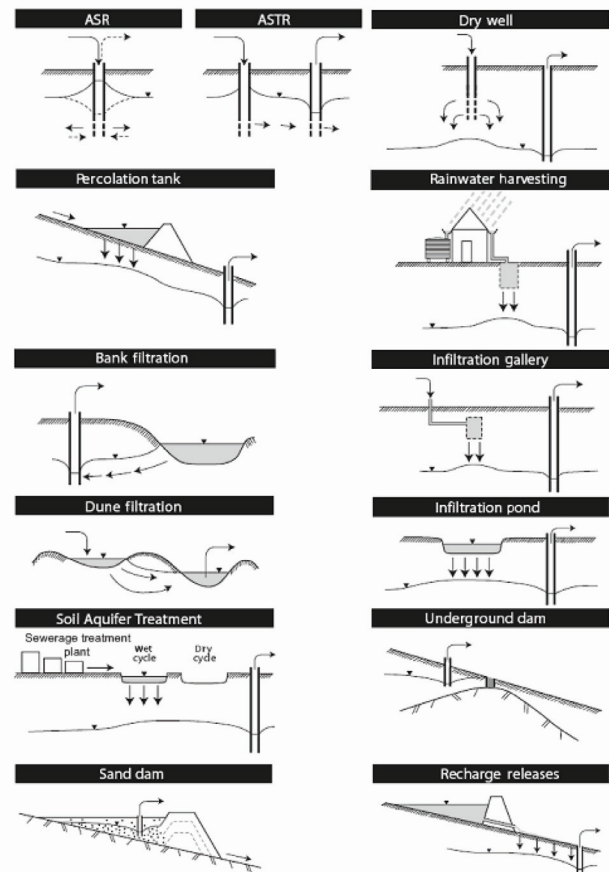 ASR
ASTR
Dry well
Percolation tank
Rainwater harvesting
Bank filtration
Infiltration gallery
Dune filtration
Infiltration pond
Soil Aquifer Treatment
Sewerage treatment
plant
Wet
cycle
Dry
cycle
Underground dam
Sand dam
Recharge releases